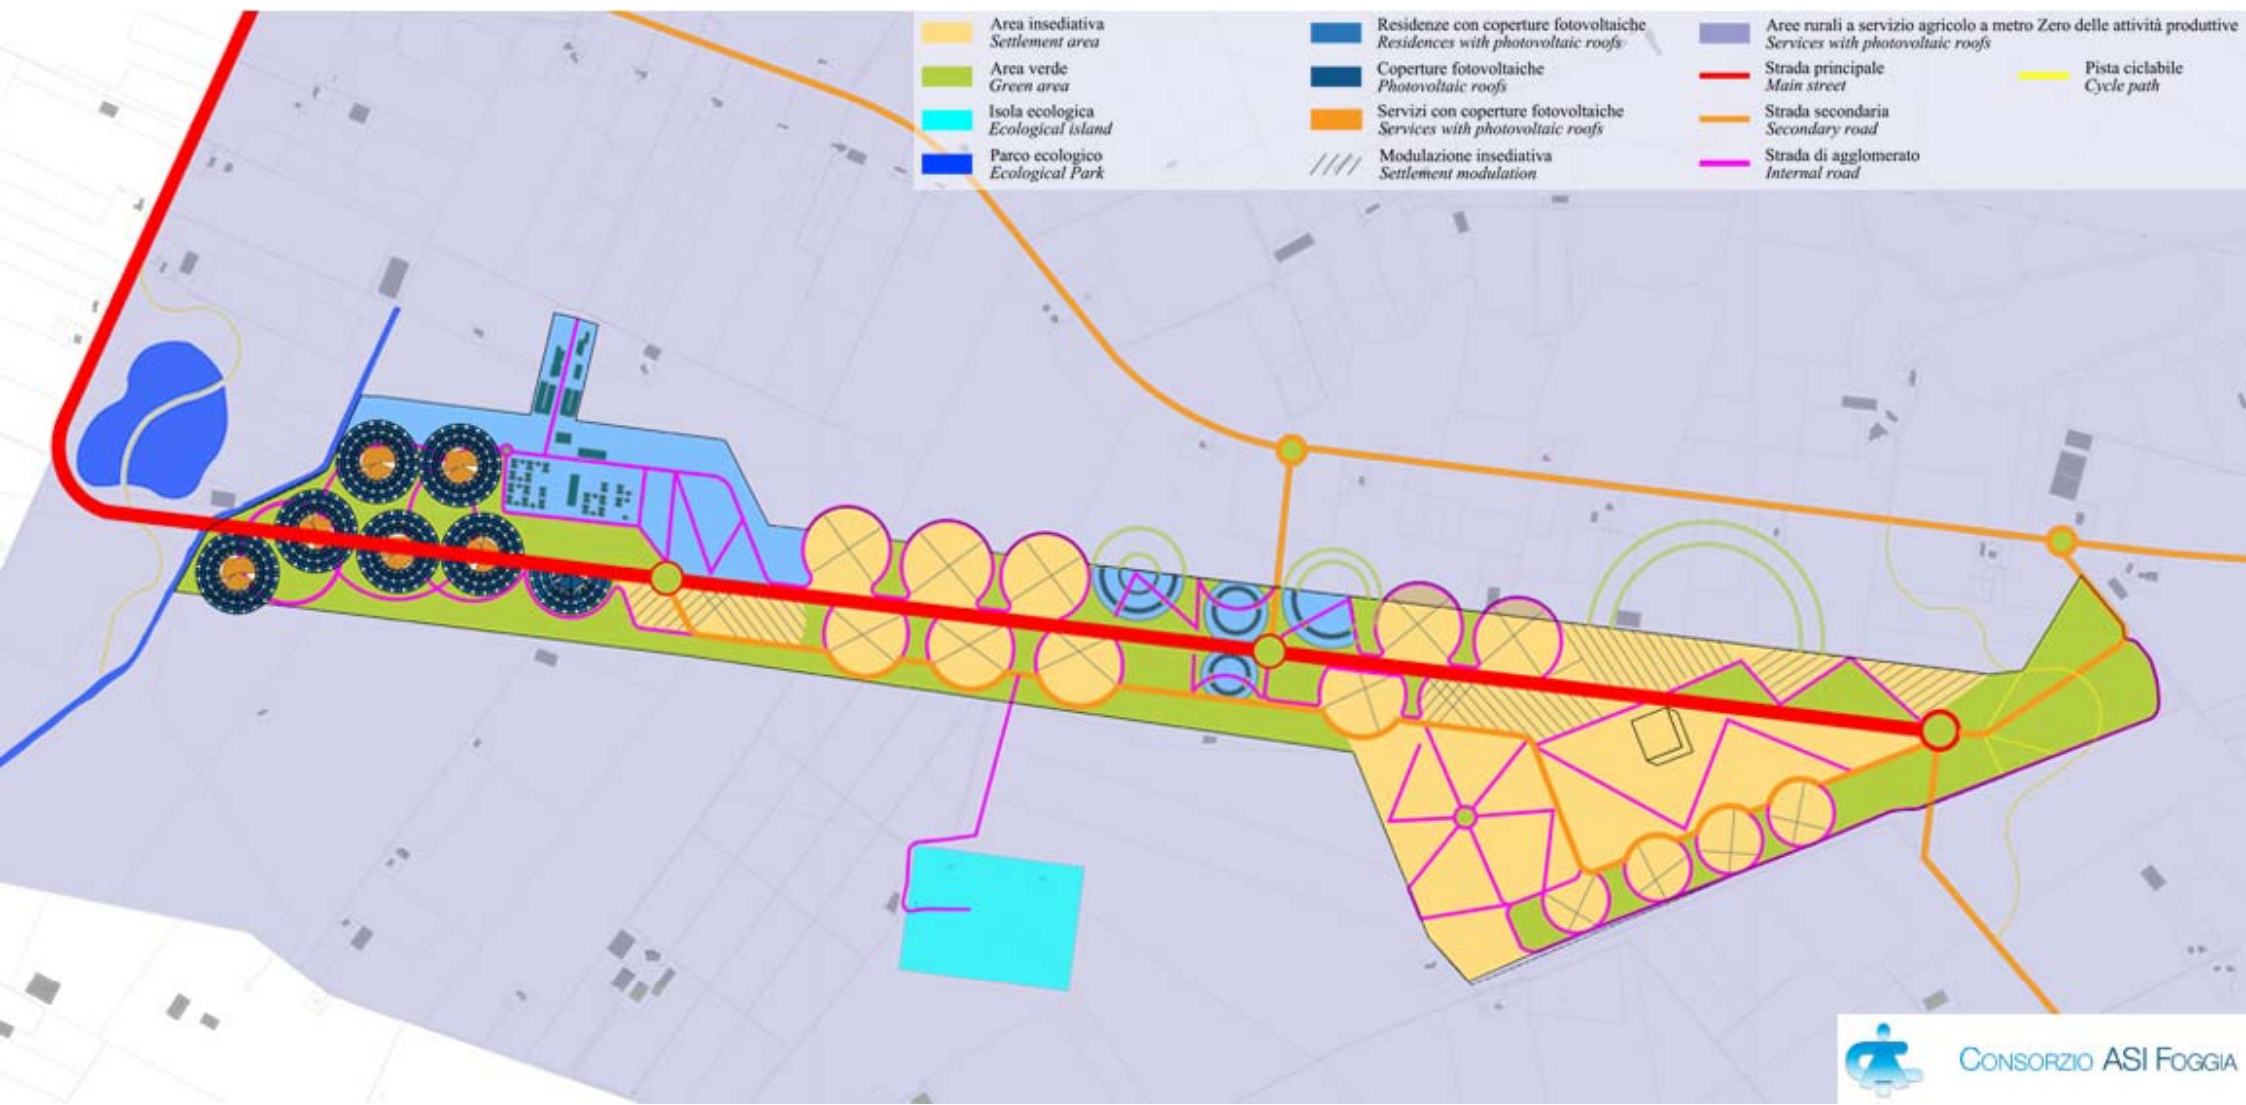 Area insediativa
Settlement area
Area verde
Green area
Isola ecologica
Ecological island
Parco ecologico
Ecological Park
Residenze con coperture fotovoltaiche
Residences with photovoltaic roofs
Coperture fotovoltaiche
Photovoltaic roofs
Servizi con coperture fotovoltaiche
Services with photovoltaic roofs
Modulazione insediativa
Settlement modulation
Aree rurali a servizio agricolo a metro Zero delle attività produttive
Services with photovoltaic roofs
Strada principale
Main street
Strada secondaria
Secondary road
Strada di agglomerato
Internal road
Pista ciclabile
Cycle path
CONSORZIO ASI FOGGIA